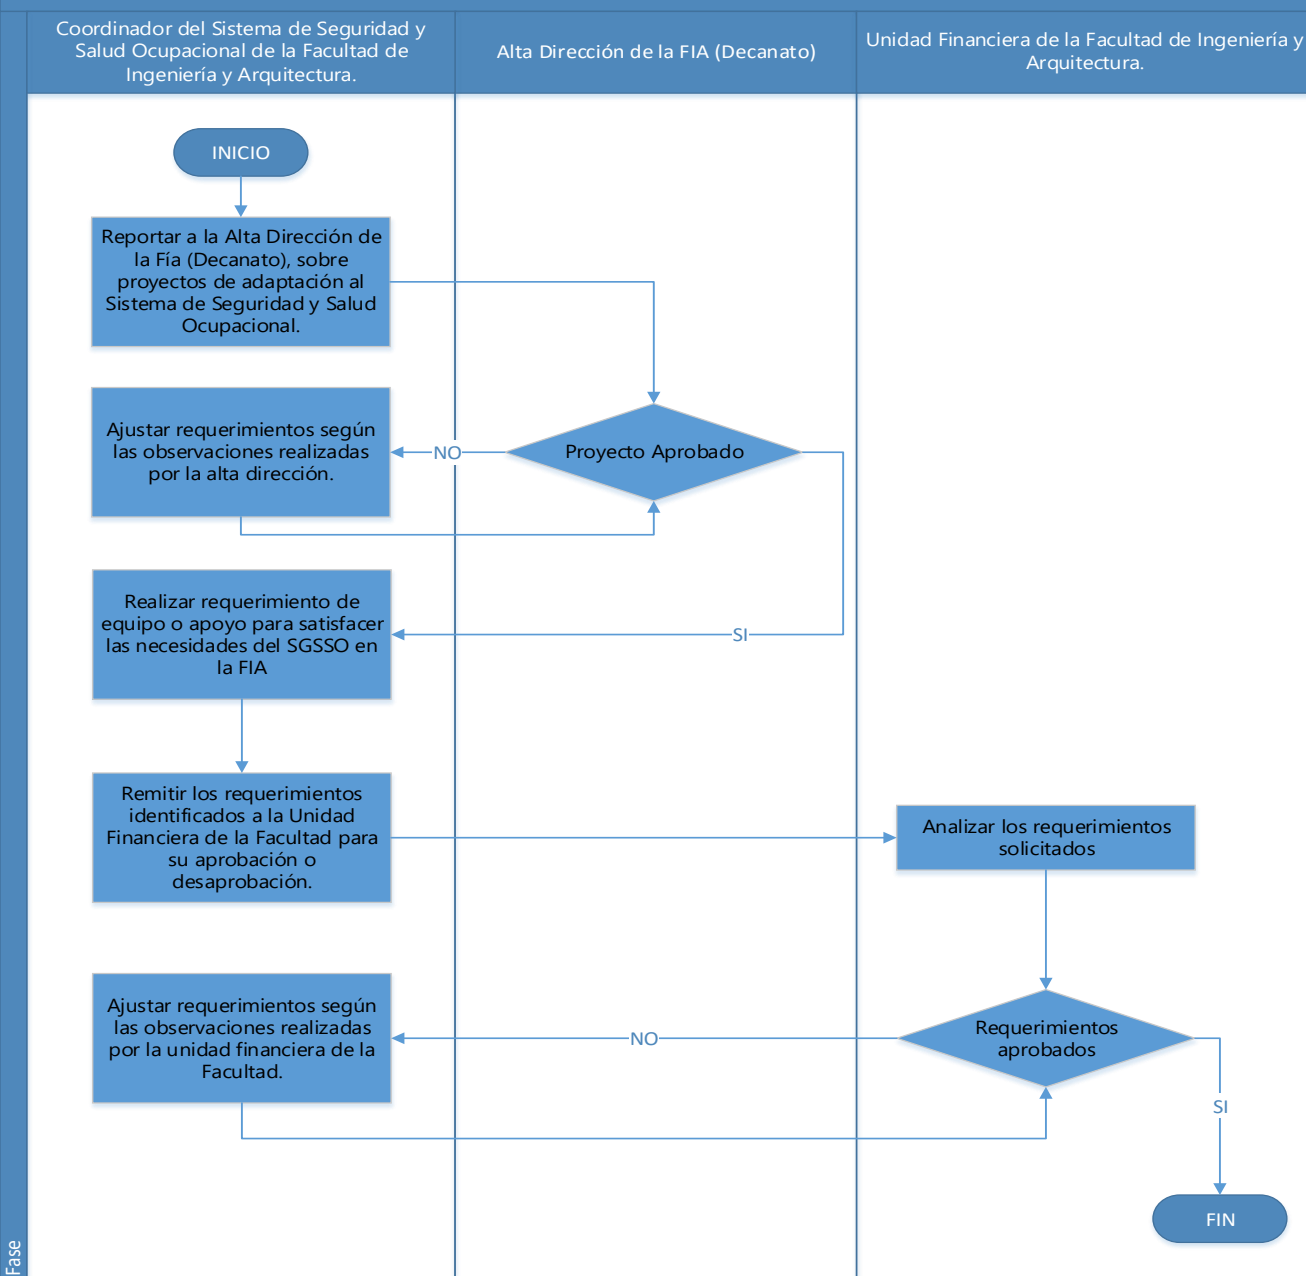 Coordinador del Sistema de Seguridad y
Salud Ocupacional de la Facultad de
Ingeniería y Arquitectura.
Alta Dirección de la FIA (Decanato)
Unidad Financiera de la Facultad de Ingeniería y
Arquitectura.
INICIO
Reportar a la Alta Dirección de
la Fía (Decanato), sobre
proyectos de adaptación al
Sistema de Seguridad y Salud
Ocupacional.
Ajustar requerimientos según
las observaciones realizadas
por la alta dirección.
NO
Proyecto Aprobado
Realizar requerimiento de
equipo o apoyo para satisfacer
las necesidades del SGSSO en
la FIA
SI
Remitir los requerimientos
identificados a la Unidad
Financiera de la Facultad para
su aprobación o
desaprobación.
Analizar los requerimientos
solicitados
Ajustar requerimientos según
las observaciones realizadas
por la unidad financiera de la
Facultad.
NO
Requerimientos
aprobados
SI
FIN
Fase